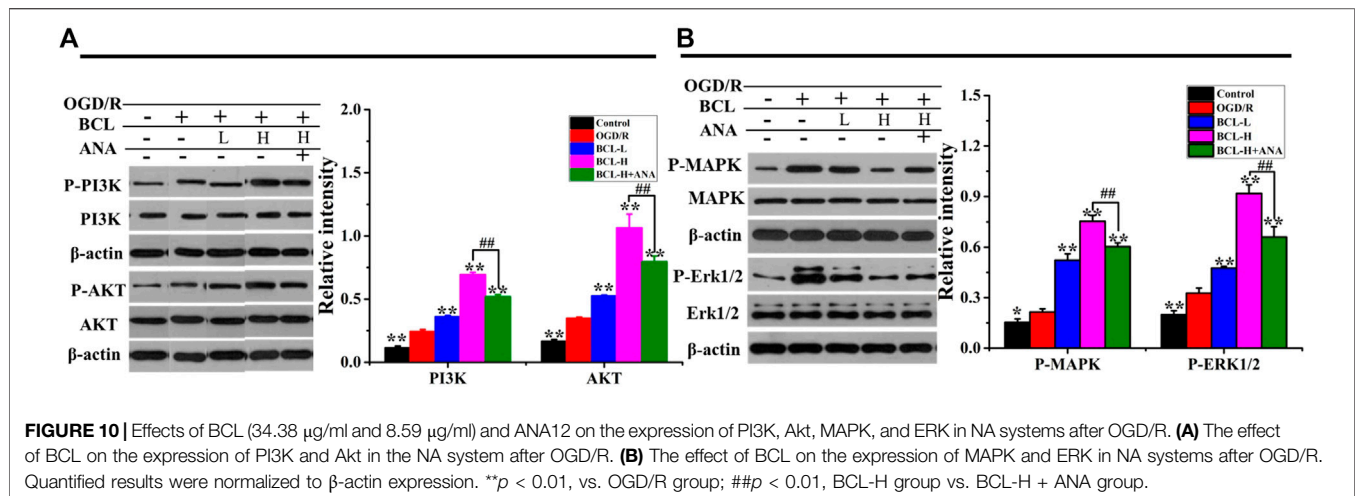 A
OGD/R
- + + + +
BCL
- - L H H
ANA
- - - - +
P-PI3K
PI3K
β-actin
P-AKT
AKT
β-actin
Relative intensity
2.0
1.5
1.0
0.5
0.0
Control
OGD/R
BCL-L
BCL-H
BCL-H+ANA
** ** ** ## **
** ** ** ## **
PI3K AKT
B
OGD/R
- + + + +
BCL
- - L H H
ANA
- - - - +
P-MAPK
MAPK
β-actin
P-Erk1/2
Erk1/2
β-actin
Relative intensity
1.5
1.2
0.9
0.6
0.3
0.0
Control
OGD/R
BCL-L
BCL-H
BCL-H+ANA
* ** ** ## **
** ** ** ## **
P-MAPK P-ERK1/2
FIGURE 10 | Effects of BCL (34.38 μg/ml and 8.59 μg/ml) and ANA12 on the expression of PI3K, Akt, MAPK, and ERK in NA systems after OGD/R. (A) The effect
of BCL on the expression of PI3K and Akt in the NA system after OGD/R. (B) The effect of BCL on the expression of MAPK and ERK in NA systems after OGD/R.
Quantified results were normalized to β-actin expression. **p < 0.01, vs. OGD/R group; ##p < 0.01, BCL-H group vs. BCL-H + ANA group.